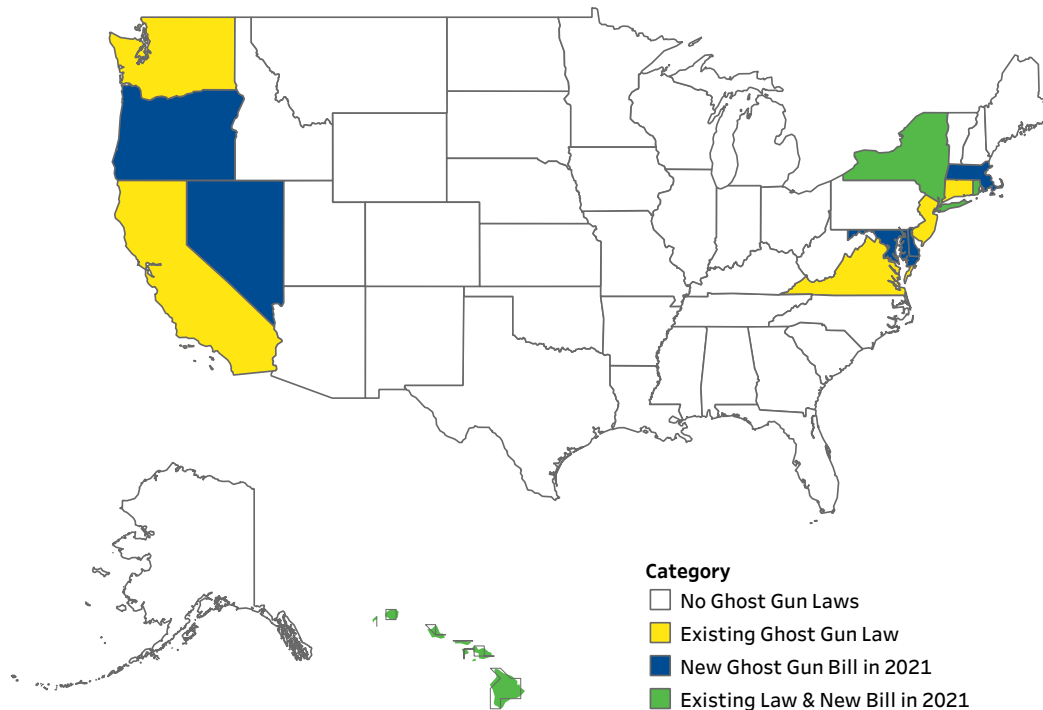 Category
No Ghost Gun Laws
Existing Ghost Gun Law
New Ghost Gun Bill in 2021
Existing Law & New Bill in 2021